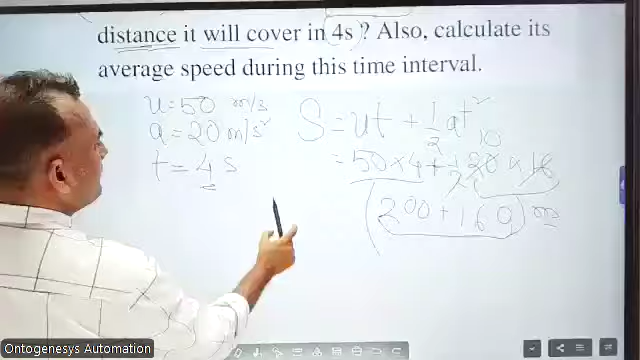 distance it will cover in 4s ? Also, calculate its
average speed during this time interval.
u = 50 m/s
a = 20 m/s²
t = 4 s
S = ut + 1/2 at²
10
= 50 × 4 + 1/2 20 × 16
(200 + 160) m
Ontogenesys Automation